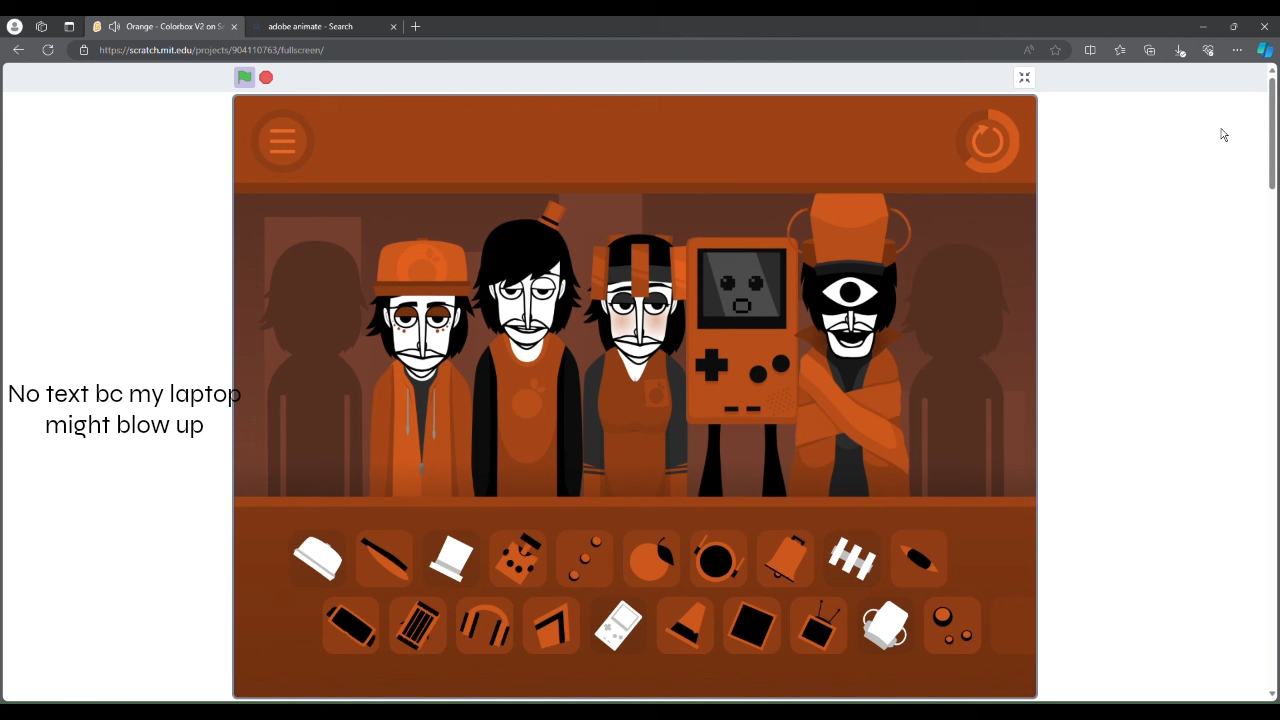 Orange - Colorbox V2 on S
adobe animate - Search
https://scratch.mit.edu/projects/904110763/fullscreen/
No text bc my laptop
might blow up